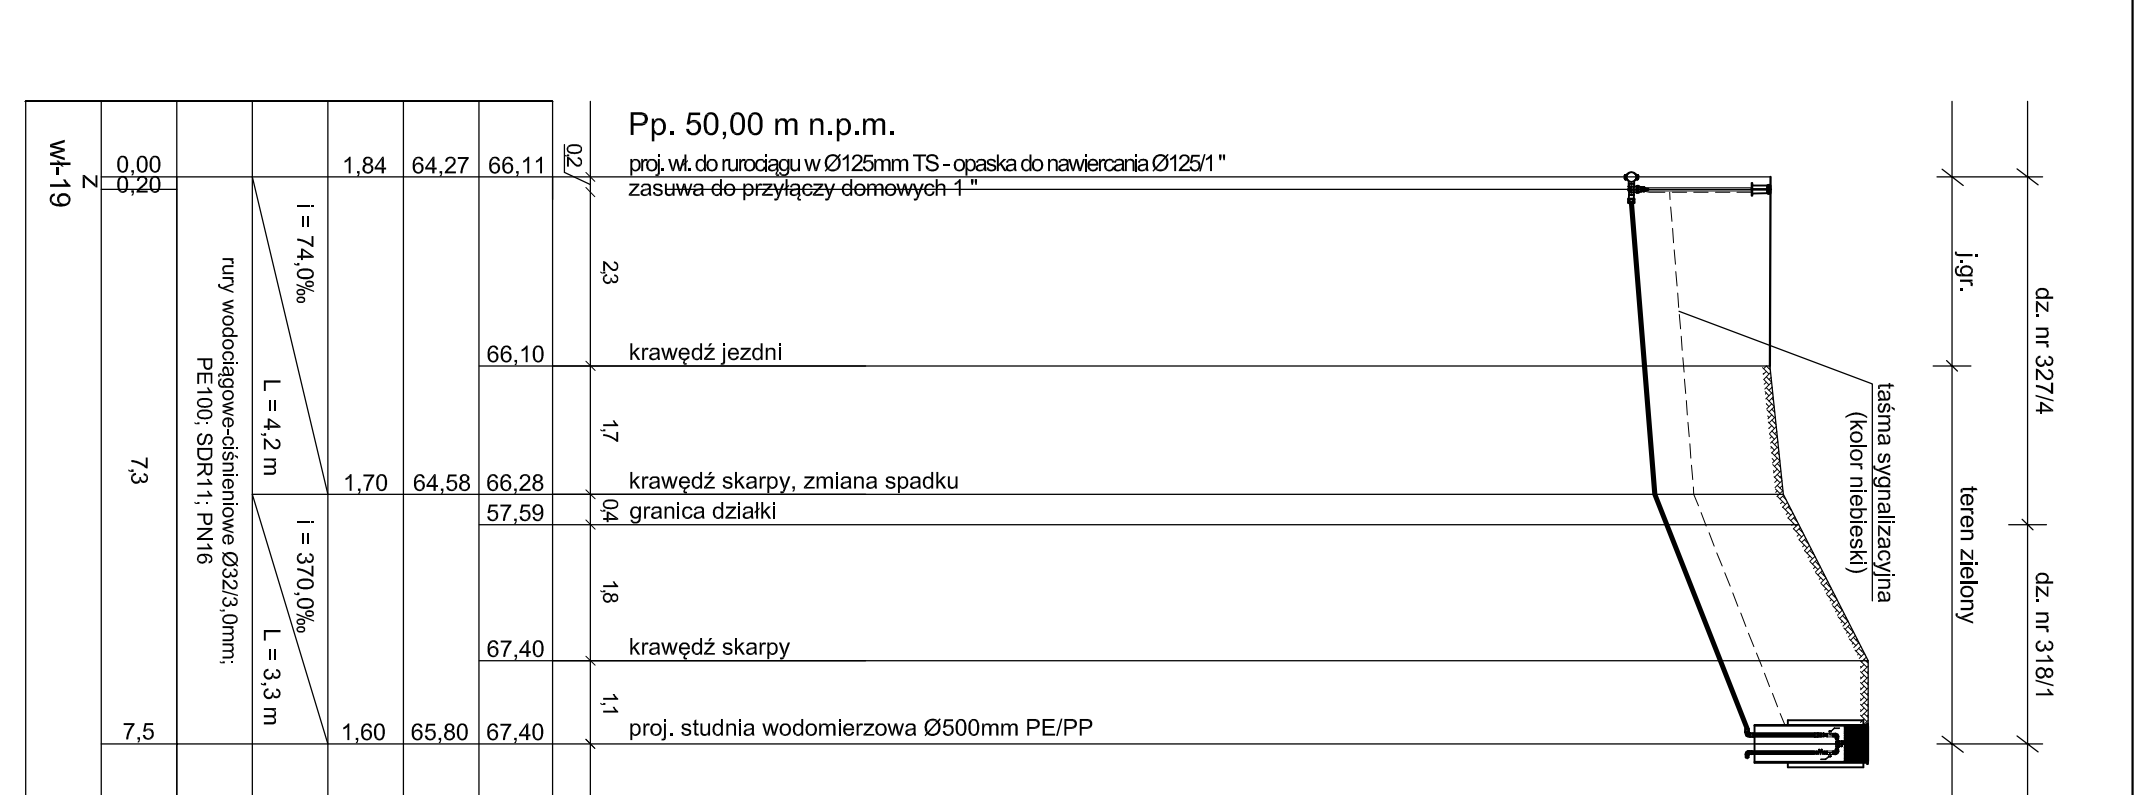 Pp. 50,00 m n.p.m.
wł-19
z
0,00
1,84
64,27
66,11
0,2
proj. wł. do rurociągu w Ø125mm TS - opaska do nawiercania Ø125/1 "
0,20
zasuwa do przyłączy domowych 1 "
i = 74,0‰
L = 4,2 m
2,3
66,10
krawędź jezdni
1,7
7,3
rury wodociągowe-ciśnieniowe Ø32/3,0mm;
PE100; SDR11; PN16
1,70
64,58
66,28
krawędź skarpy, zmiana spadku
57,59
0,4
granica działki
i = 370,0‰
L = 3,3 m
1,8
67,40
krawędź skarpy
1,1
7,5
1,60
65,80
67,40
proj. studnia wodomierzowa Ø500mm PE/PP
taśma sygnalizacyjna
(kolor niebieski)
j.gr.
teren zielony
dz. nr 327/4
dz. nr 318/1